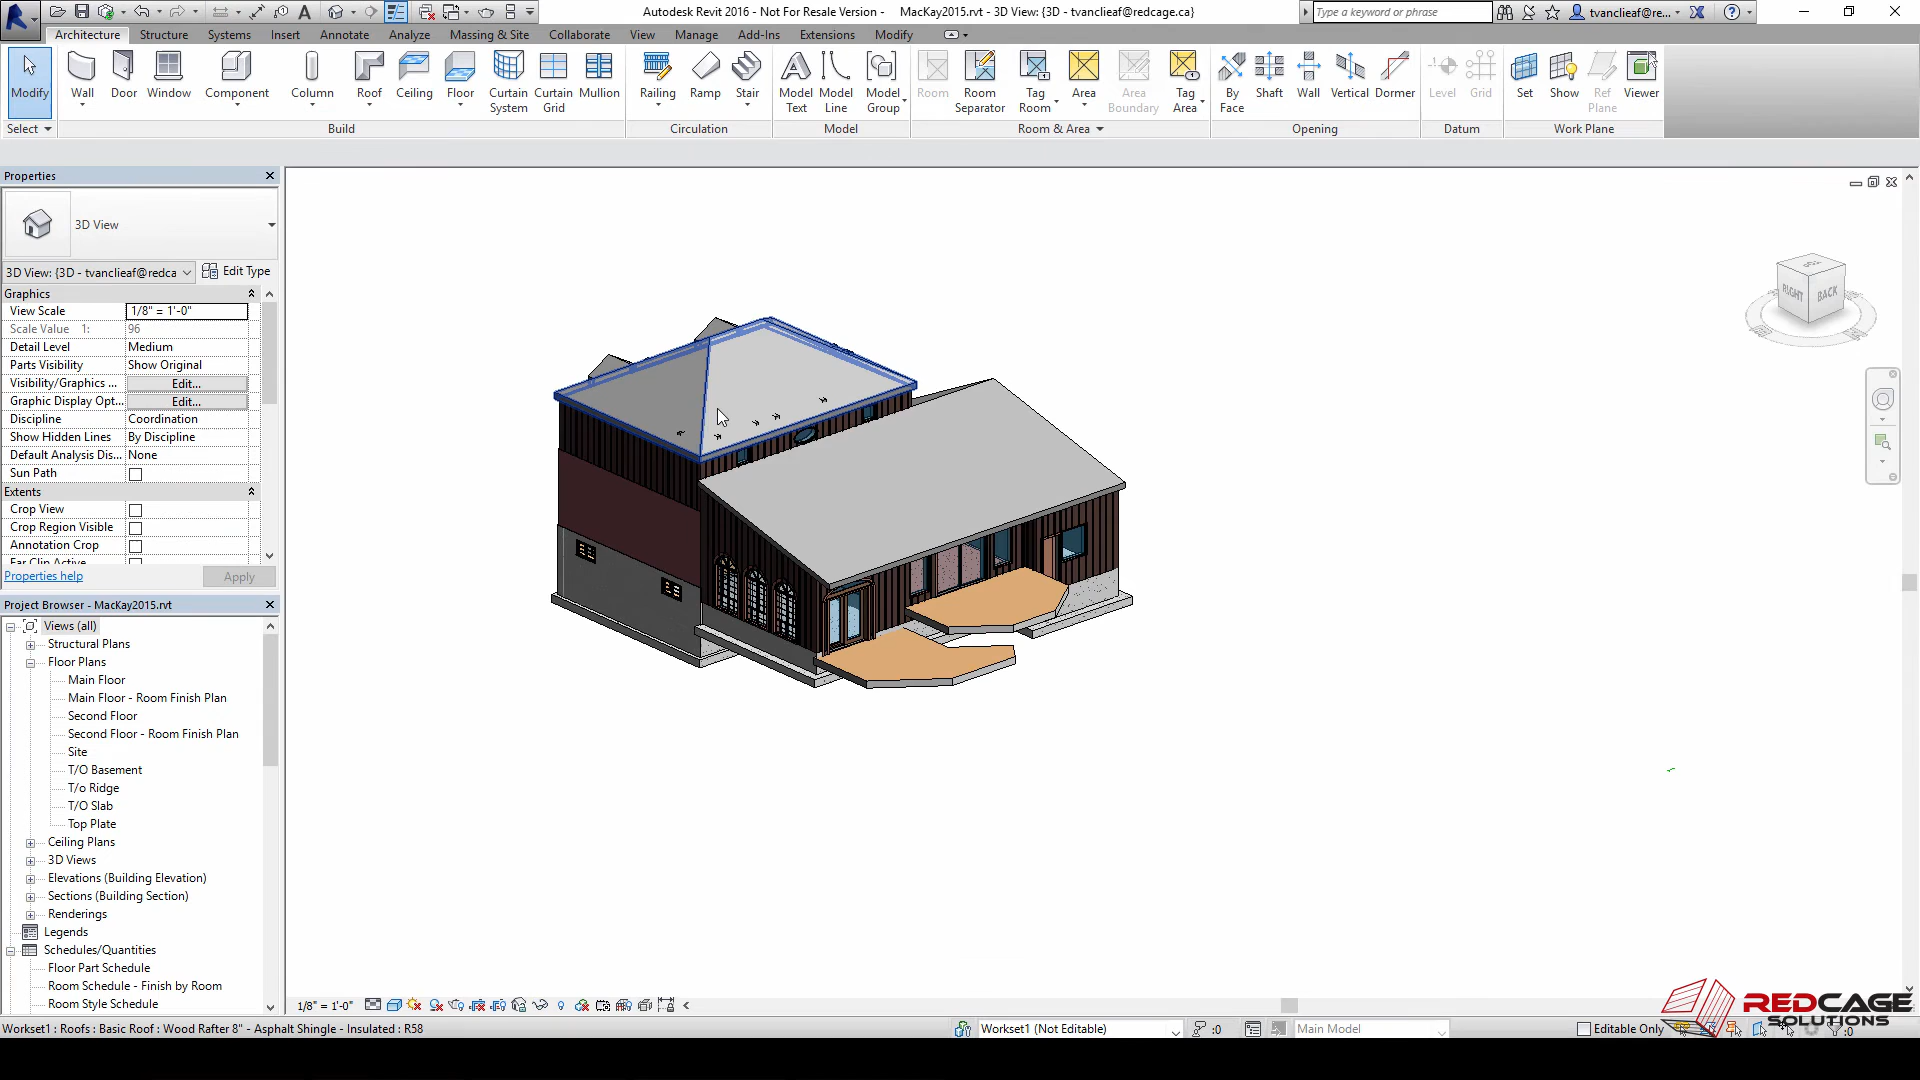 Autodesk Revit 2016 - Not For Resale Version - MacKay2015.rvt - 3D View: {3D - tvanclieaf@redcage.ca}
Type a keyword or phrase
tvanclieaf@re...
Architecture Structure Systems Insert Annotate Analyze Massing & Site Collaborate View Manage Add-Ins Extensions Modify
Modify Wall Door Window Component Column Roof Ceiling Floor Curtain System Curtain Grid Mullion Railing Ramp Stair Model Text Model Line Model Group Room Room Separator Tag Room Area Area Boundary Tag Area By Face Shaft Wall Vertical Dormer Level Grid Set Show Ref Plane Viewer
Select Build Circulation Model Room & Area Opening Datum Work Plane
Properties
3D View
3D View: {3D - tvanclieaf@redca Edit Type
Graphics
View Scale 1/8" = 1'-0"
Scale Value 1: 96
Detail Level Medium
Parts Visibility Show Original
Visibility/Graphics ... Edit...
Graphic Display Opt... Edit...
Discipline Coordination
Show Hidden Lines By Discipline
Default Analysis Dis... None
Sun Path
Extents
Crop View
Crop Region Visible
Annotation Crop
Far Clip Active
Properties help Apply
Project Browser - MacKay2015.rvt
Views (all)
Structural Plans
Floor Plans
Main Floor
Main Floor - Room Finish Plan
Second Floor
Second Floor - Room Finish Plan
Site
T/O Basement
T/o Ridge
T/O Slab
Top Plate
Ceiling Plans
3D Views
Elevations (Building Elevation)
Sections (Building Section)
Renderings
Legends
Schedules/Quantities
Floor Part Schedule
Room Schedule - Finish by Room
Room Style Schedule
TOP
RIGHT BACK
1/8" = 1'-0"
REDCAGE
SOLUTIONS
Workset1 : Roofs : Basic Roof : Wood Rafter 8" - Asphalt Shingle - Insulated : R58
Workset1 (Not Editable) :0 Main Model Editable Only :0